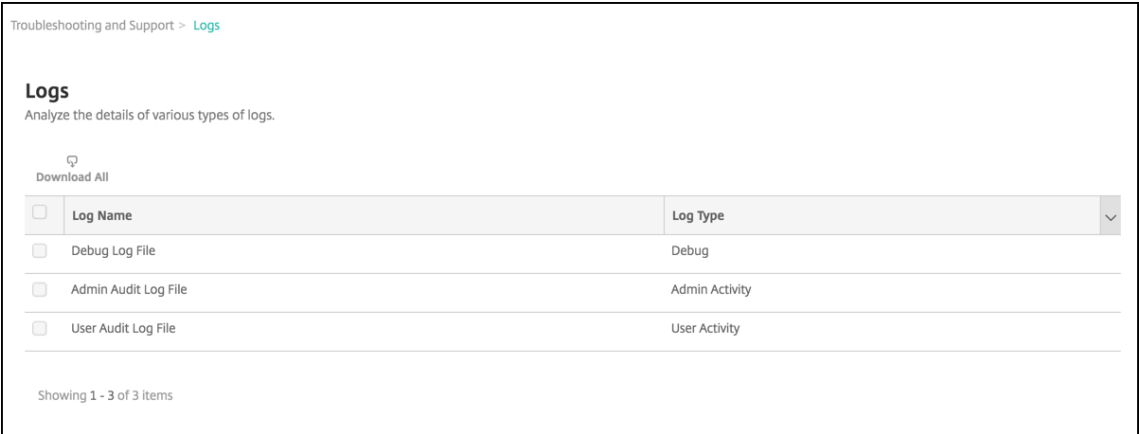 Troubleshooting and Support > Logs
Logs
Analyze the details of various types of logs.
Download All
Log Name Log Type
Debug Log File Debug
Admin Audit Log File Admin Activity
User Audit Log File User Activity
Showing 1 - 3 of 3 items